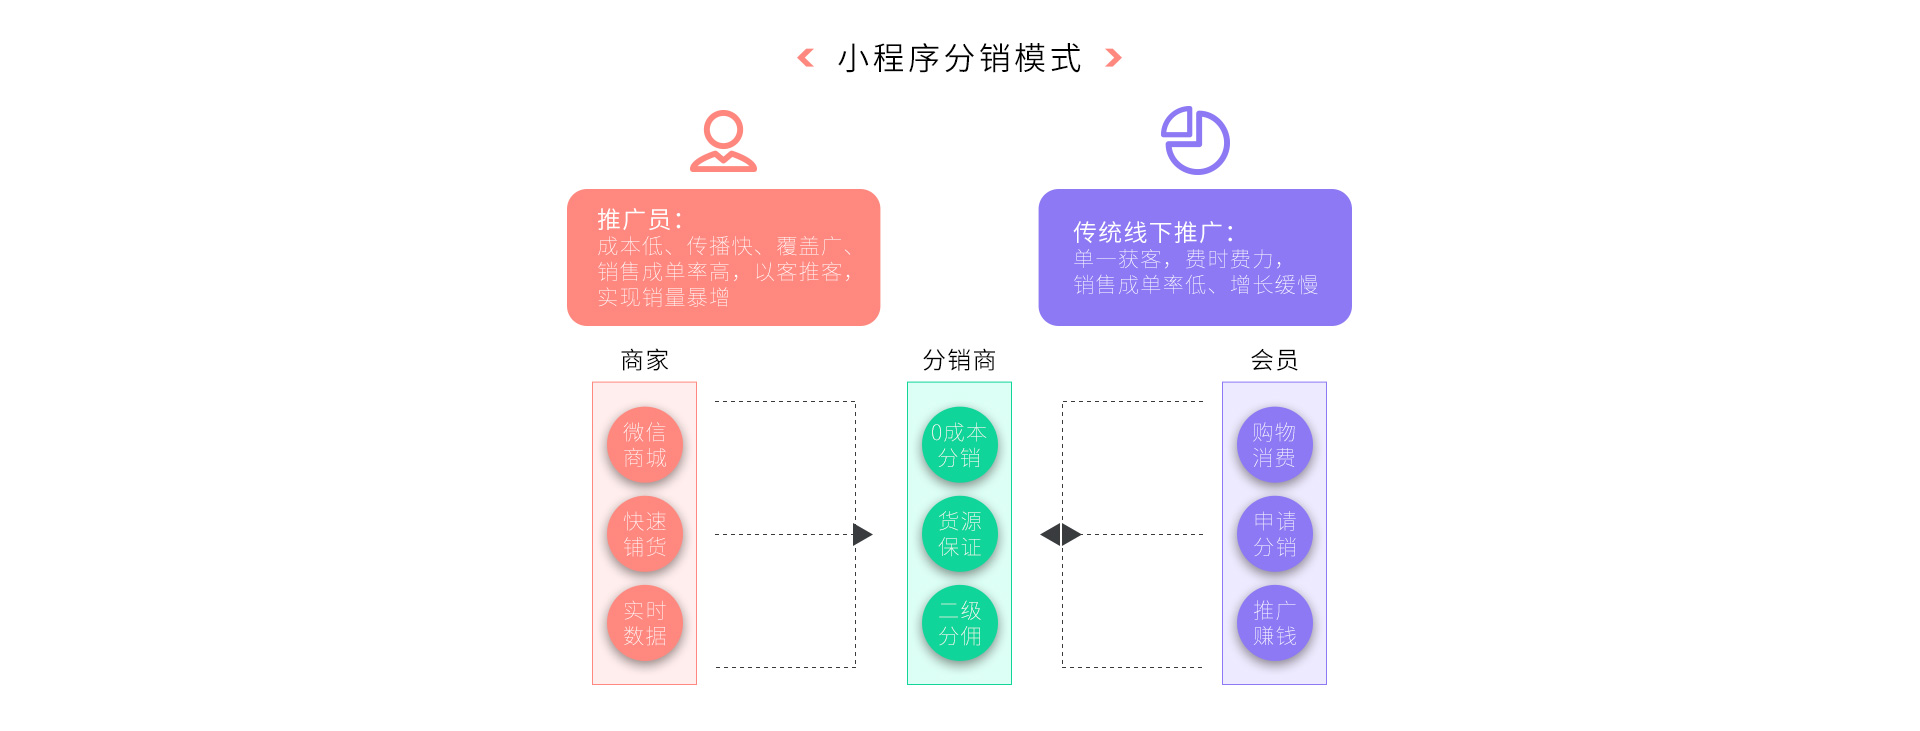 小程序分销模式
推广员：
成本低、传播快、覆盖广、
销售成单率高，以客推客，
实现销量暴增
传统线下推广：
单一获客，费时费力，
销售成单率低、增长缓慢
商家
微信
商城
快速
铺货
实时
数据
分销商
0成本
分销
货源
保证
二级
分佣
会员
购物
消费
申请
分销
推广
赚钱